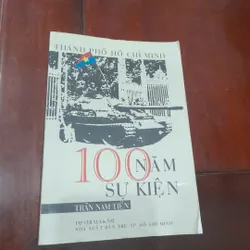 THÀNH PHỐ HỒ CHÍ MINH
100 NĂM
SỰ KIỆN
TRẦN NAM TIẾN
NHÀ XUẤT BẢN TRẺ TP. HỒ CHÍ MINH